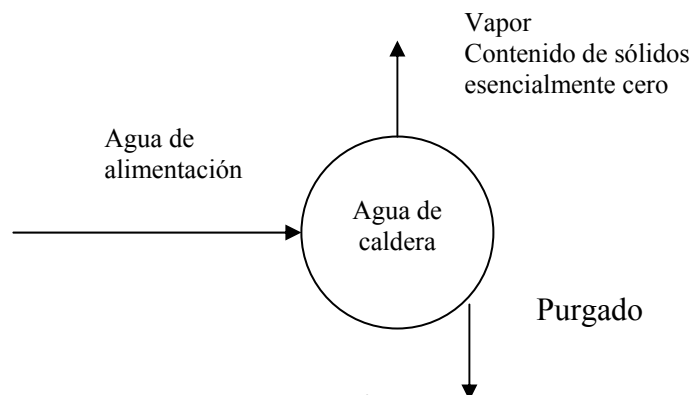 Vapor
Contenido de sólidos
esencialmente cero
Agua de
alimentación
Agua de
caldera
Purgado